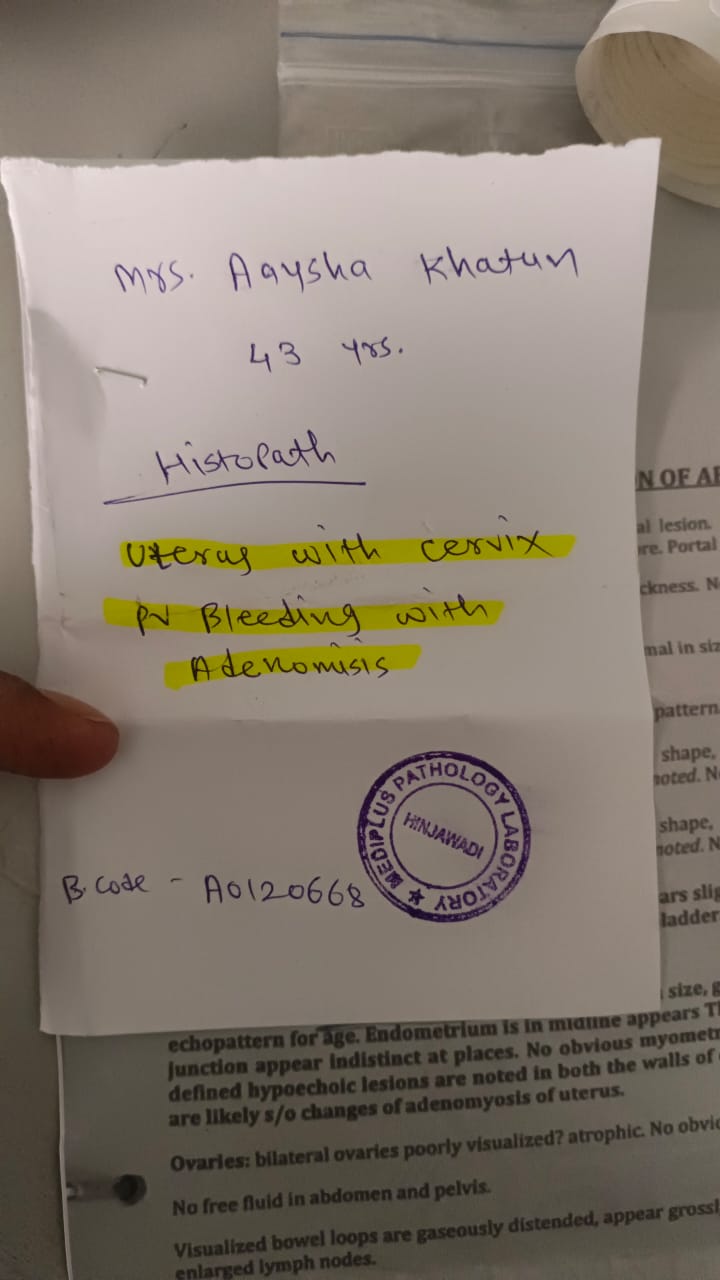 Mrs. Aaysha Khatun
43 yrs.
Histopath
Uterus with cervix
PV Bleeding with
Adenomisis
MEDIPLUS PATHOLOGY LABORATORY
HINJAWADI
B.Code - A0120668
N OF A
al lesion.
re. Portal
ckness. N
mal in siz
pattern
shape,
noted. N
shape,
noted. N
ars slig
ladder
size, g
echopattern for age. Endometrium is in midline appears T
junction appear indistinct at places. No obvious myomet
defined hypoechoic lesions are noted in both the walls of
are likely s/o changes of adenomyosis of uterus.
Ovaries: bilateral ovaries poorly visualized? atrophic. No obvi
No free fluid in abdomen and pelvis.
Visualized bowel loops are gaseously distended, appear grossl
enlarged lymph nodes.